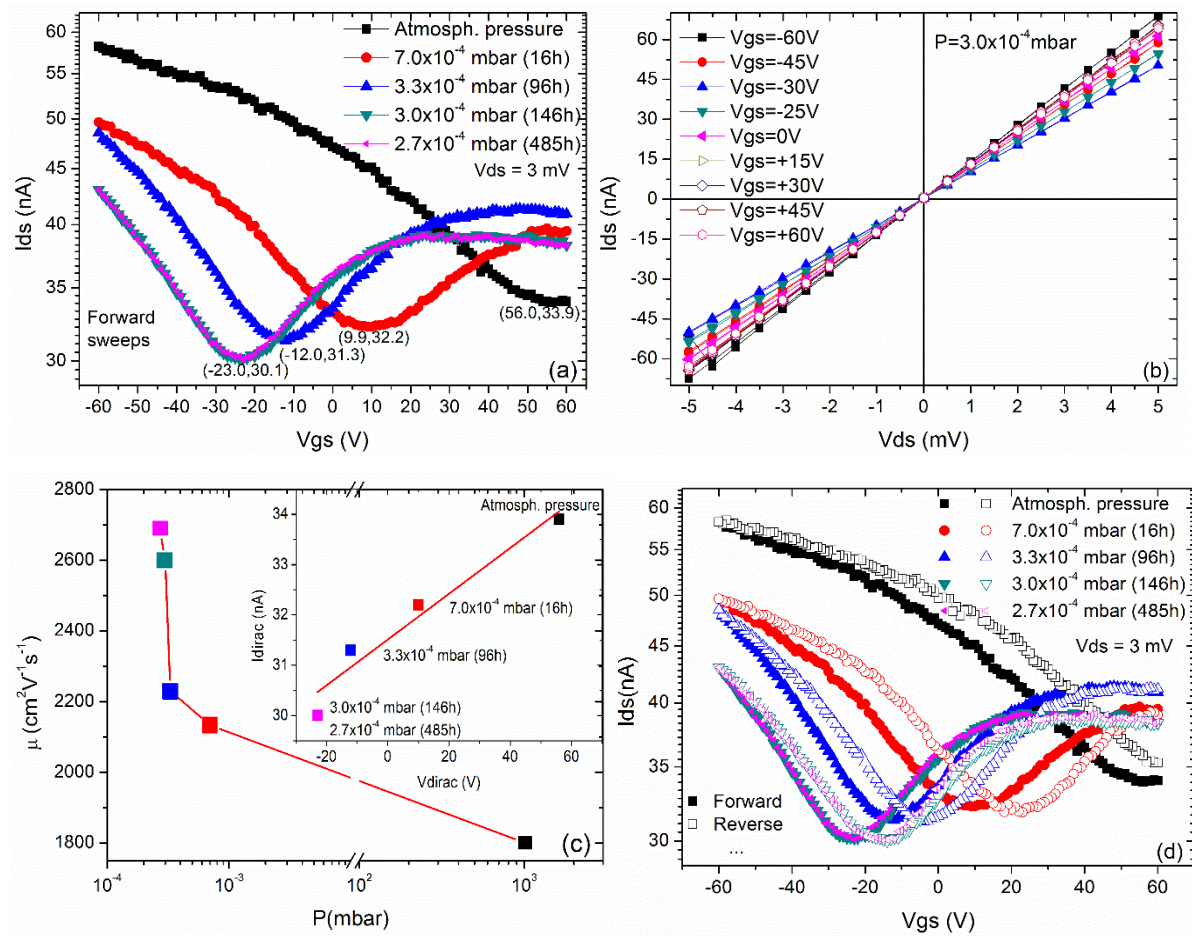 Atmosph. pressure
7.0x10⁻⁴ mbar (16h)
3.3x10⁻⁴ mbar (96h)
3.0x10⁻⁴ mbar (146h)
2.7x10⁻⁴ mbar (485h)
Vds = 3 mV
60
55
50
45
40
35
30
Ids (nA)
(56.0,33.9)
(9.9,32.2)
(-12.0,31.3)
(-23.0,30.1)
Forward
sweeps
(a)
-60 -50 -40 -30 -20 -10 0 10 20 30 40 50 60
Vgs (V)
P=3.0x10⁻⁴mbar
Vgs=-60V
Vgs=-45V
Vgs=-30V
Vgs=-25V
Vgs=0V
Vgs=+15V
Vgs=+30V
Vgs=+45V
Vgs=+60V
60
45
30
15
0
-15
-30
-45
-60
Ids (nA)
(b)
-5 -4 -3 -2 -1 0 1 2 3 4 5
Vds (mV)
2800
2600
2400
2200
2000
1800
μ (cm²V⁻¹s⁻¹)
34
33
32
31
30
Idirac (nA)
Atmosph. pressure
7.0x10⁻⁴ mbar (16h)
3.3x10⁻⁴ mbar (96h)
3.0x10⁻⁴ mbar (146h)
2.7x10⁻⁴ mbar (485h)
-20 0 20 40 60
Vdirac (V)
(c)
10⁻⁴ 10⁻³ 10² 10³
P(mbar)
Atmosph. pressure
7.0x10⁻⁴ mbar (16h)
3.3x10⁻⁴ mbar (96h)
3.0x10⁻⁴ mbar (146h)
2.7x10⁻⁴ mbar (485h)
Vds = 3 mV
60
55
50
45
40
35
30
Ids(nA)
Forward
Reverse
...
(d)
-60 -40 -20 0 20 40 60
Vgs (V)